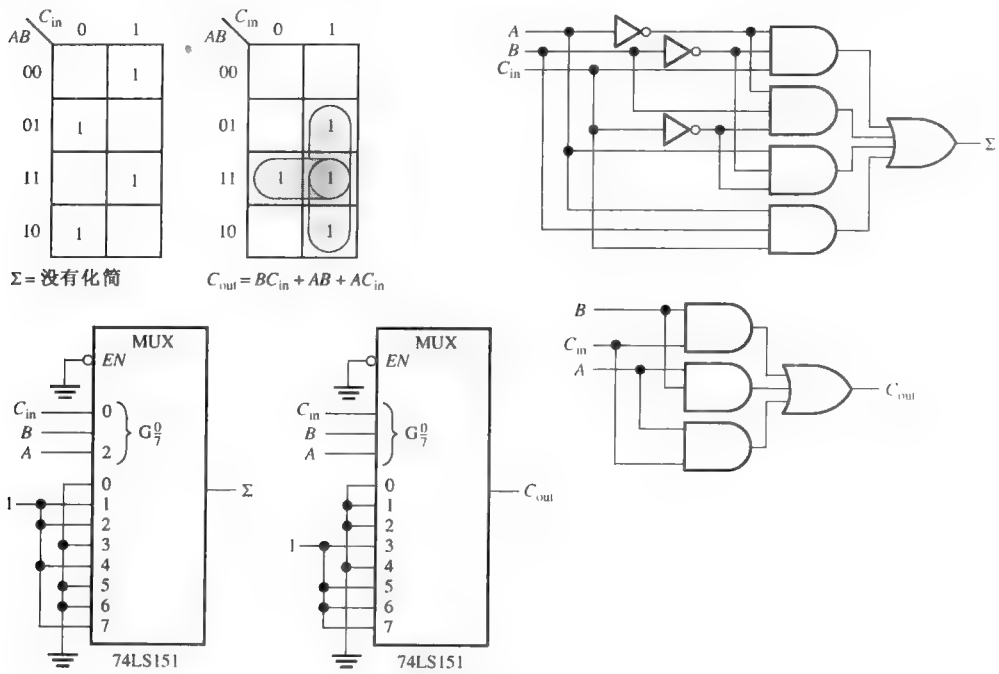 C_in
AB 0 1
00 1
01 1
11 1
10 1
Σ = 没有化简
C_in
AB 0 1
00
01 1
11 1 1
10 1
C_out = BC_in + AB + AC_in
A
B
C_in
Σ
B
C_in
A
C_out
MUX
EN
C_in 0
B
A 2
G 0/7
0
1 1
2
3
4
5
6
7
Σ
74LS151
MUX
EN
C_in
B
A
G 0/7
0
1
2
1 3
4
5
6
7
C_out
74LS151